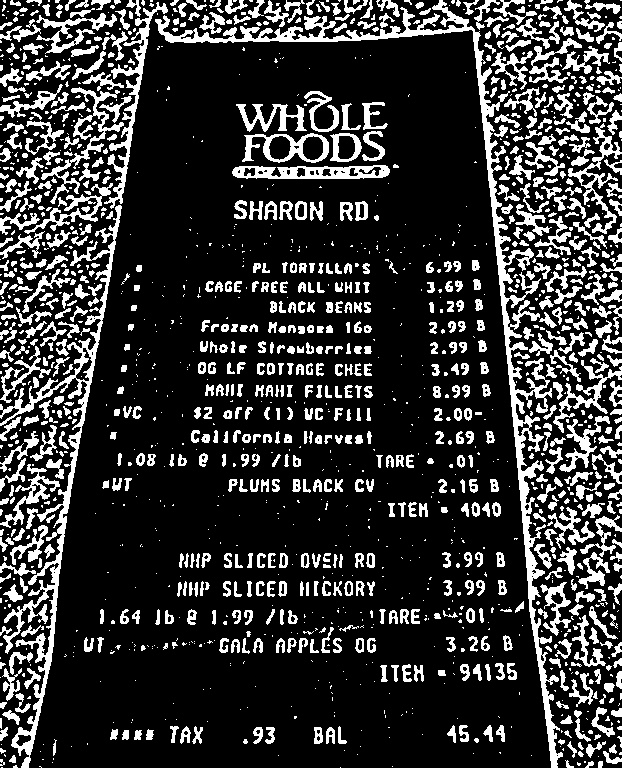 WHOLE
FOODS
MARKET
SHARON RD.
* PL TORTILLA'S 6.99 B
* CAGE FREE ALL WHIT 3.69 B
* BLACK BEANS 1.29 B
* Frozen Mangoes 16o 2.99 B
* Whole Strawberries 2.99 B
* OG LF COTTAGE CHEE 3.49 B
* MAHI MAHI FILLETS 8.99 B
*VC $2 off (1) VC Fill 2.00-
* California Harvest 2.69 B
1.08 lb @ 1.99 /lb TARE = .01
*WT PLUMS BLACK CV 2.15 B
ITEM = 4040
NHP SLICED OVEN RO 3.99 B
NHP SLICED HICKORY 3.99 B
1.64 lb @ 1.99 /lb TARE = .01
WT GALA APPLES OG 3.26 B
ITEM = 94135
**** TAX .93 BAL 45.44